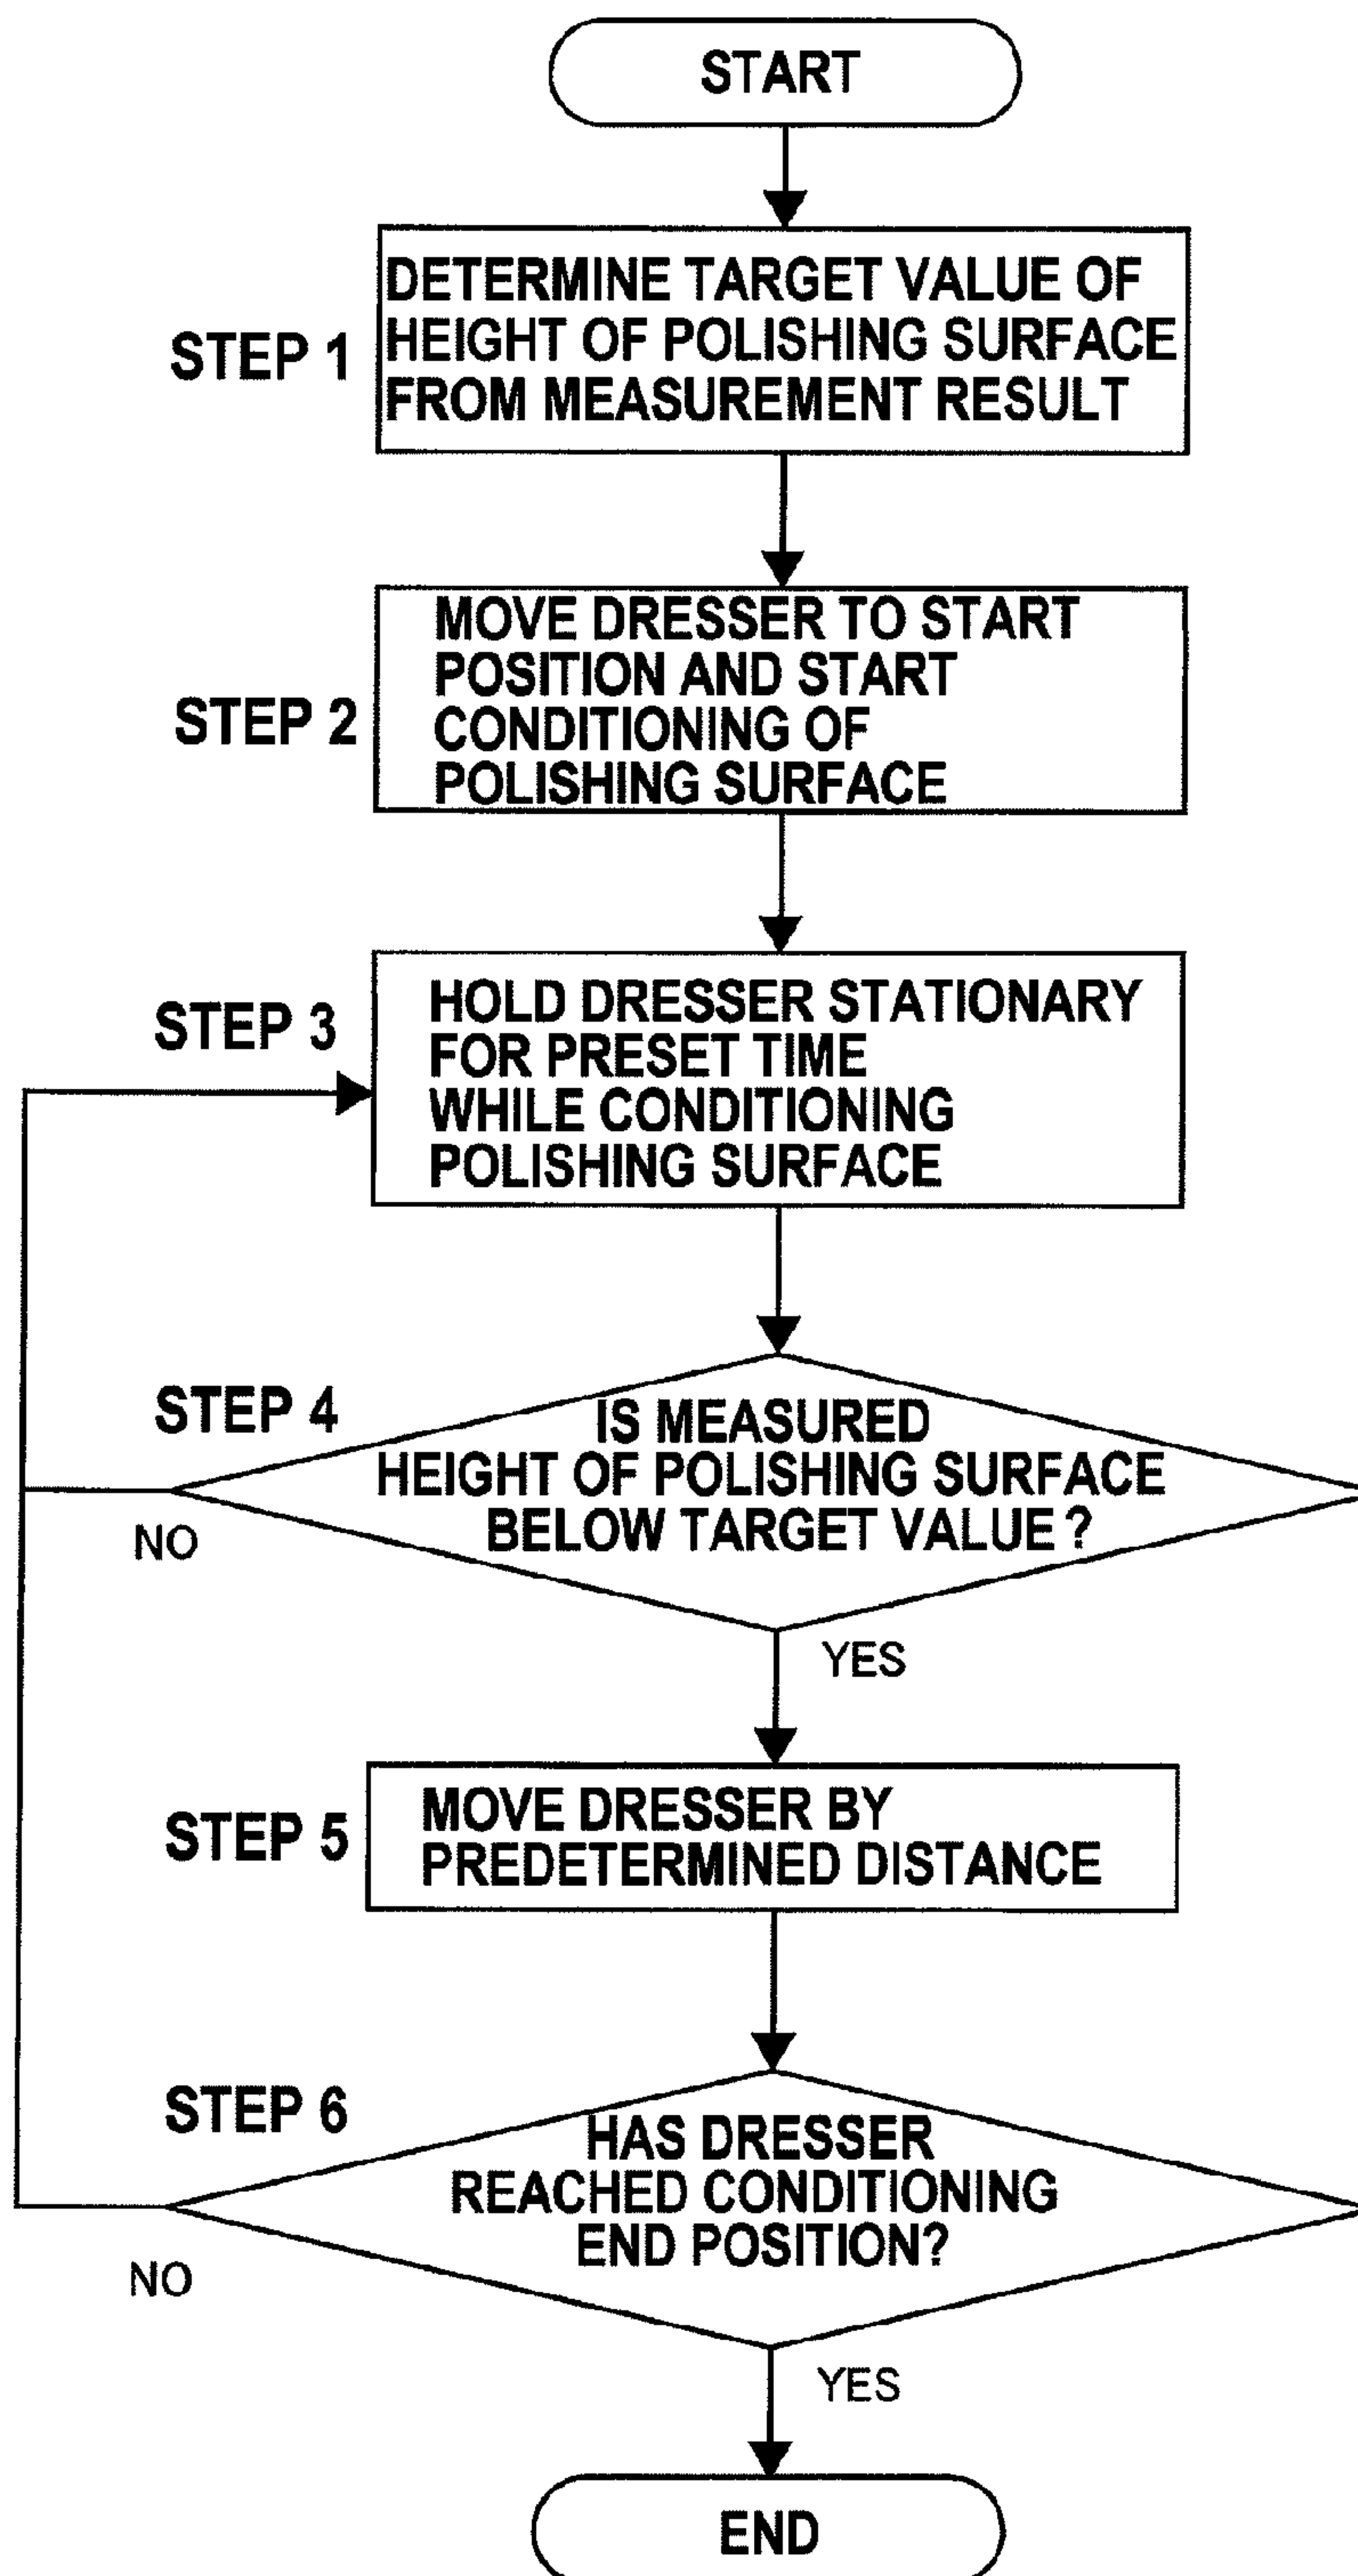 START
STEP 1
DETERMINE TARGET VALUE OF
HEIGHT OF POLISHING SURFACE
FROM MEASUREMENT RESULT
STEP 2
MOVE DRESSER TO START
POSITION AND START
CONDITIONING OF
POLISHING SURFACE
STEP 3
HOLD DRESSER STATIONARY
FOR PRESET TIME
WHILE CONDITIONING
POLISHING SURFACE
STEP 4
IS MEASURED
HEIGHT OF POLISHING SURFACE
BELOW TARGET VALUE ?
NO
YES
STEP 5
MOVE DRESSER BY
PREDETERMINED DISTANCE
STEP 6
HAS DRESSER
REACHED CONDITIONING
END POSITION?
NO
YES
END